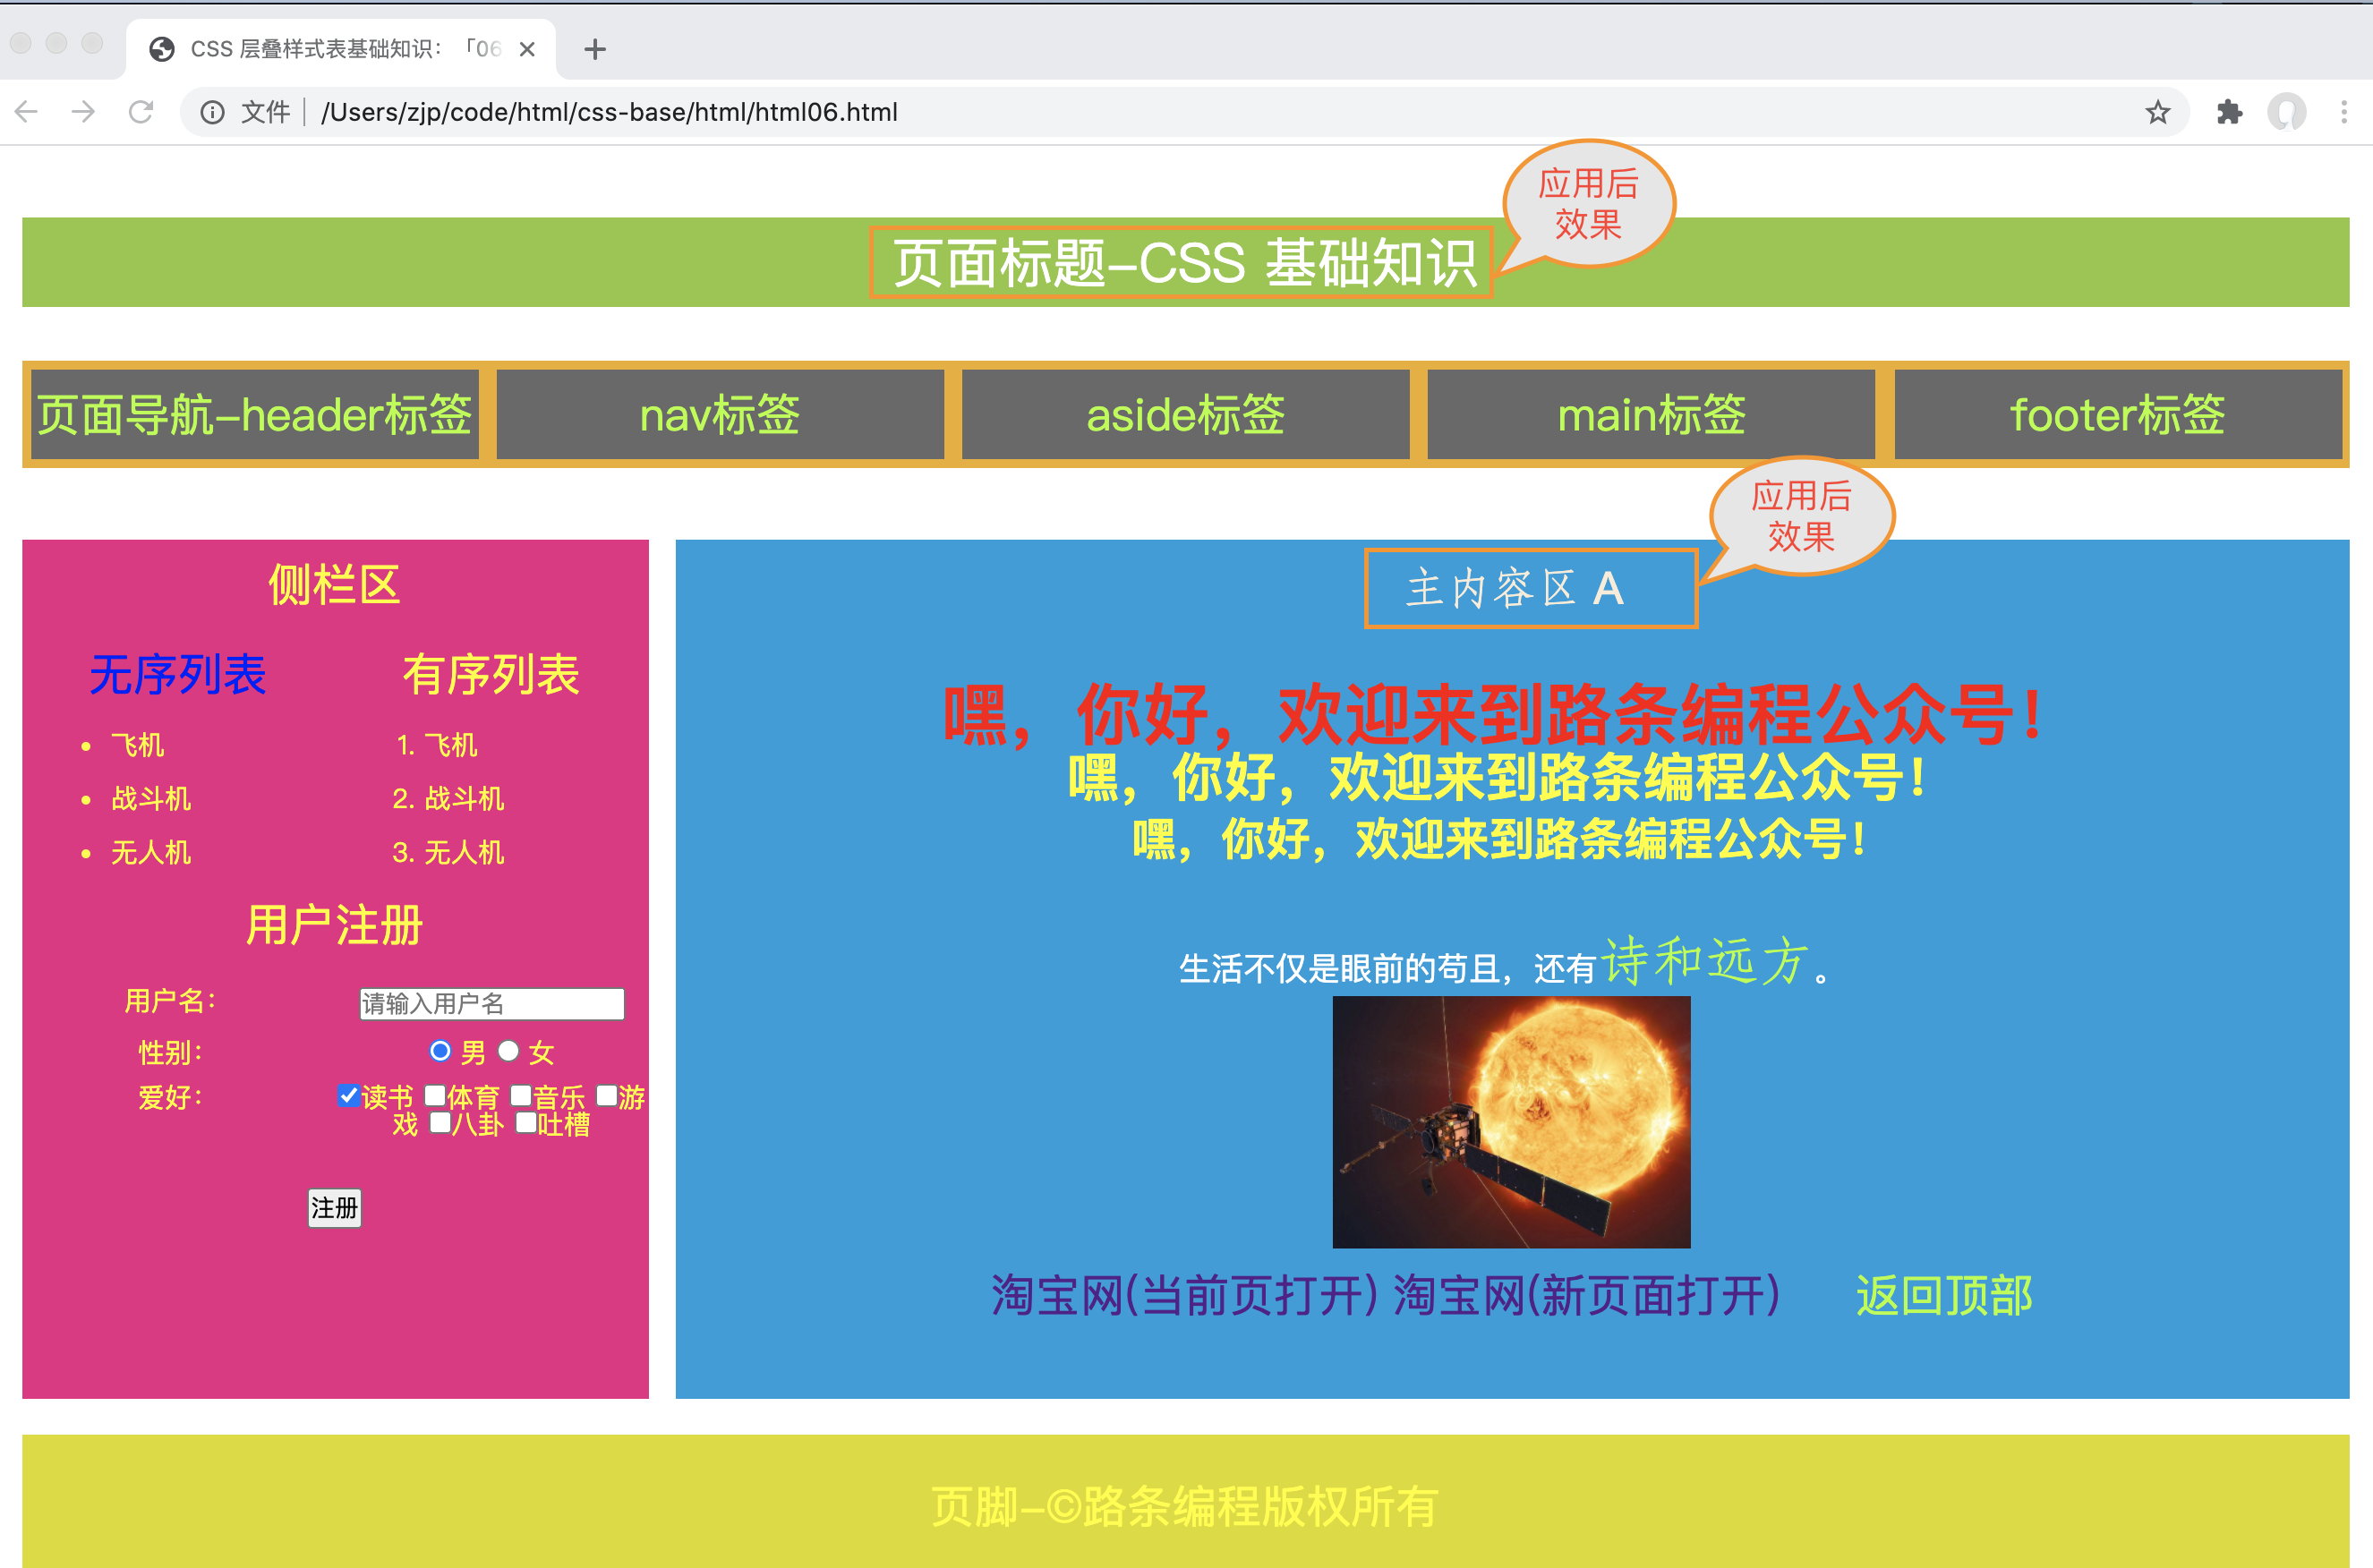 CSS 层叠样式表基础知识：「06
文件 /Users/zjp/code/html/css-base/html/html06.html
应用后
效果
页面标题-CSS 基础知识
页面导航-header标签 nav标签 aside标签 main标签 footer标签
应用后
效果
侧栏区
无序列表 有序列表
• 飞机 1. 飞机
• 战斗机 2. 战斗机
• 无人机 3. 无人机
用户注册
用户名： 请输入用户名
性别： 男 女
爱好： 读书 体育 音乐 游
戏 八卦 吐槽
注册
主内容区 A
嘿，你好，欢迎来到路条编程公众号！
嘿，你好，欢迎来到路条编程公众号！
嘿，你好，欢迎来到路条编程公众号！
生活不仅是眼前的苟且，还有诗和远方。
淘宝网(当前页打开) 淘宝网(新页面打开) 返回顶部
页脚-©路条编程版权所有